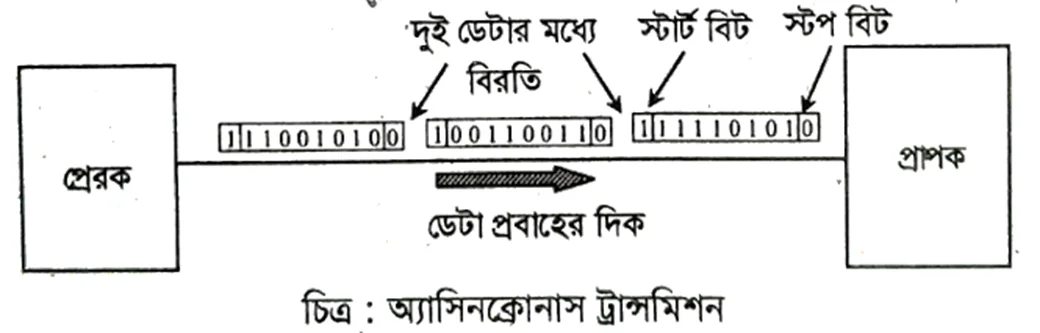 দুই ডেটার মধ্যে স্টার্ট বিট স্টপ বিট
বিরতি
1110010100 1001100110 1111101010
প্রেরক প্রাপক
ডেটা প্রবাহের দিক
চিত্র : অ্যাসিনক্রোনাস ট্রান্সমিশন